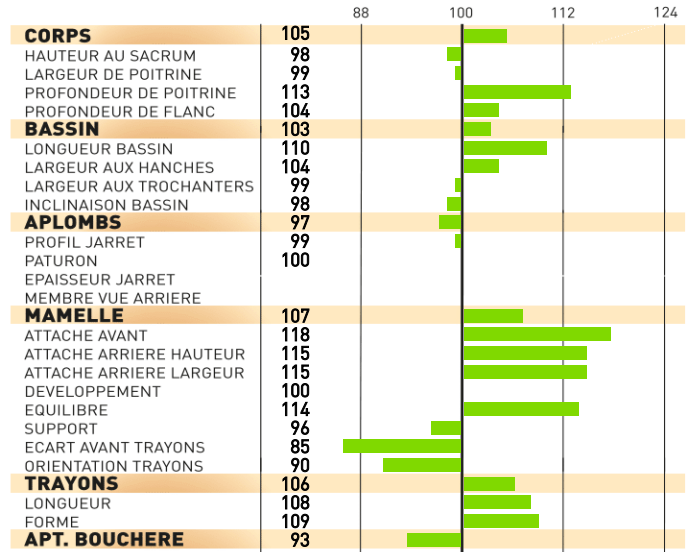 88 100 112 124
CORPS 105
HAUTEUR AU SACRUM 98
LARGEUR DE POITRINE 99
PROFONDEUR DE POITRINE 113
PROFONDEUR DE FLANC 104
BASSIN 103
LONGUEUR BASSIN 110
LARGEUR AUX HANCHES 104
LARGEUR AUX TROCHANTERS 99
INCLINAISON BASSIN 98
APLOMBS 97
PROFIL JARRET 99
PATURON 100
EPAISSEUR JARRET
MEMBRE VUE ARRIERE
MAMELLE 107
ATTACHE AVANT 118
ATTACHE ARRIERE HAUTEUR 115
ATTACHE ARRIERE LARGEUR 115
DEVELOPPEMENT 100
EQUILIBRE 114
SUPPORT 96
ECART AVANT TRAYONS 85
ORIENTATION TRAYONS 90
TRAYONS 106
LONGUEUR 108
FORME 109
APT. BOUCHERE 93